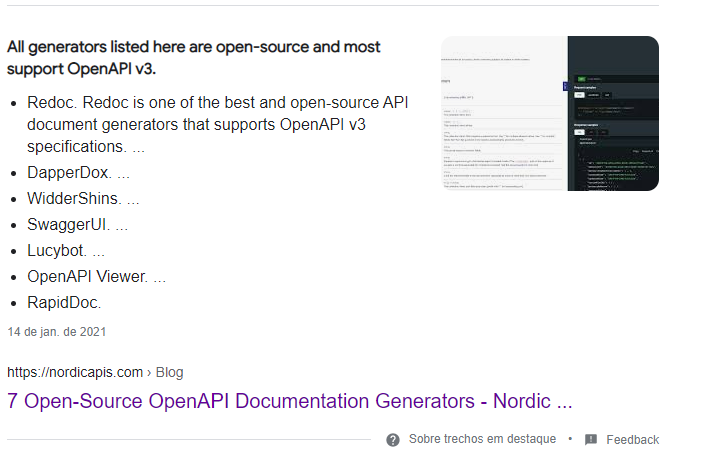 All generators listed here are open-source and most
support OpenAPI v3.
• Redoc. Redoc is one of the best and open-source API
document generators that supports OpenAPI v3
specifications. ...
• DapperDox. ...
• WidderShins. ...
• SwaggerUI. ...
• Lucybot. ...
• OpenAPI Viewer. ...
• RapidDoc.
14 de jan. de 2021
https://nordicapis.com › Blog
7 Open-Source OpenAPI Documentation Generators - Nordic ...
Sobre trechos em destaque • Feedback